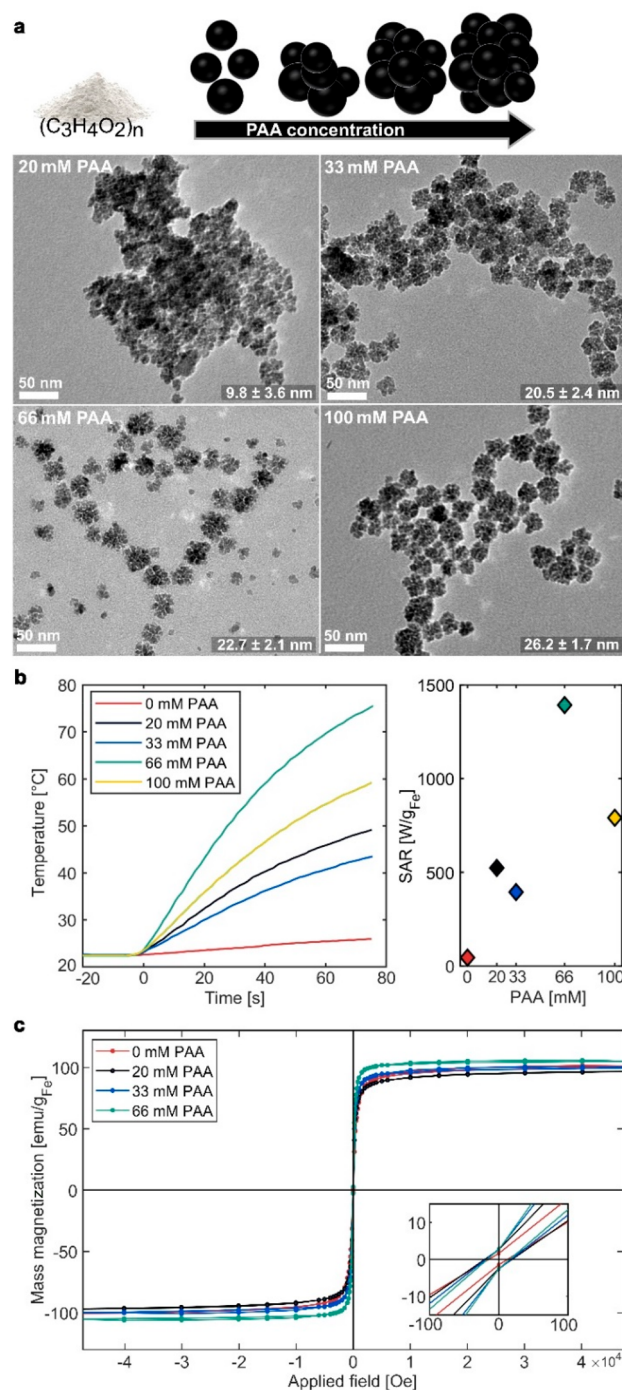 a
(C3H4O2)n
PAA concentration
20 mM PAA
50 nm
9.8 ± 3.6 nm
33 mM PAA
50 nm
20.5 ± 2.4 nm
66 mM PAA
50 nm
22.7 ± 2.1 nm
100 mM PAA
50 nm
26.2 ± 1.7 nm
b
80
70
60
50
40
30
20
Temperature [°C]
0 mM PAA
20 mM PAA
33 mM PAA
66 mM PAA
100 mM PAA
-20 0 20 40 60 80
Time [s]
1500
1000
500
0
SAR [W/gFe]
0 20 33 66 100
PAA [mM]
c
0 mM PAA
20 mM PAA
33 mM PAA
66 mM PAA
100
50
0
-50
-100
Mass magnetization [emu/gFe]
10
0
-10
-100 0 100
-4 -3 -2 -1 0 1 2 3 4 × 10⁴
Applied field [Oe]